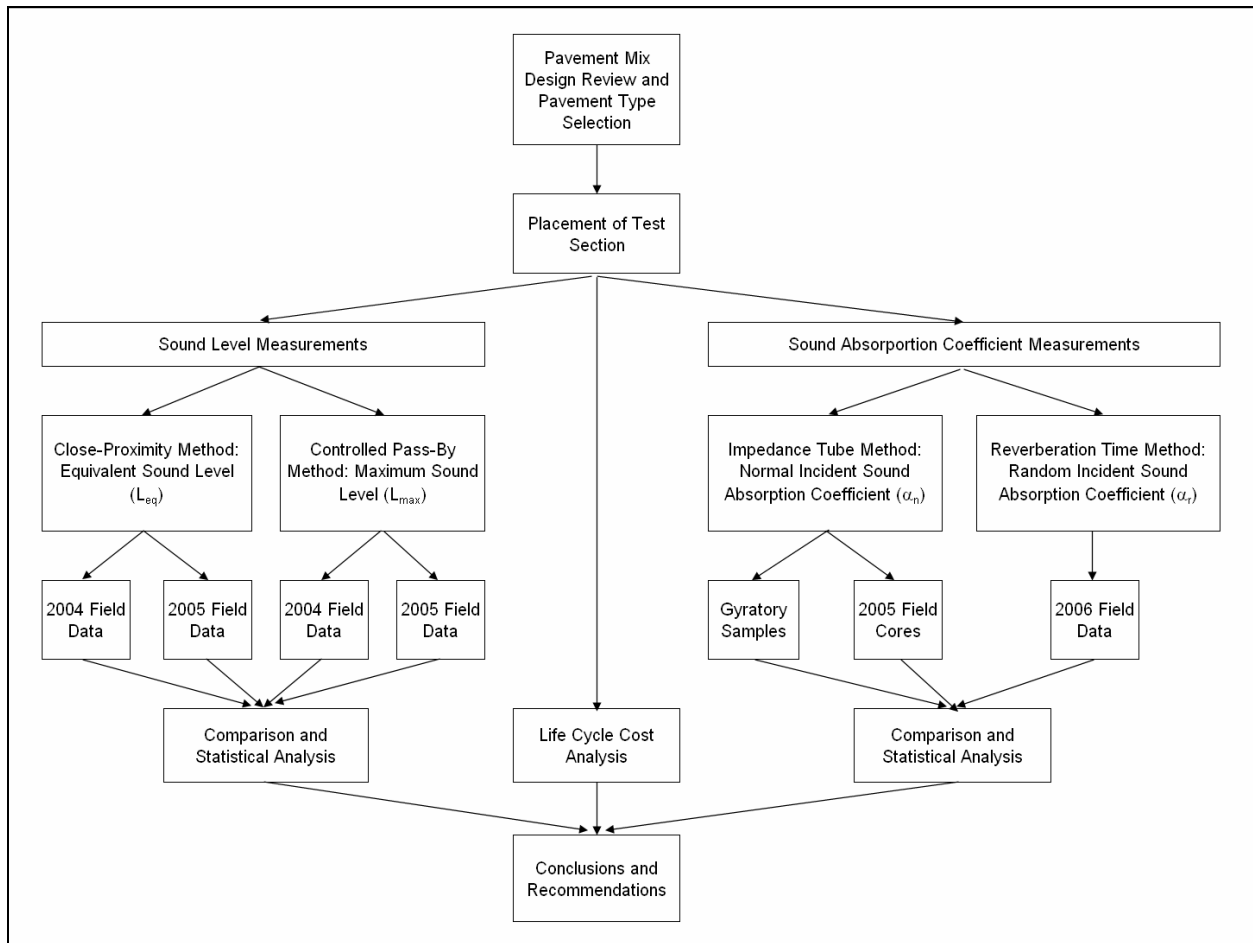 Pavement Mix
Design Review and
Pavement Type
Selection
Placement of Test
Section
Sound Level Measurements
Sound Absorportion Coefficient Measurements
Close-Proximity Method:
Equivalent Sound Level
(Leq)
Controlled Pass-By
Method: Maximum Sound
Level (Lmax)
Impedance Tube Method:
Normal Incident Sound
Absorption Coefficient (αn)
Reverberation Time Method:
Random Incident Sound
Absorption Coefficient (αr)
2004 Field
Data
2005 Field
Data
2004 Field
Data
2005 Field
Data
Gyratory
Samples
2005 Field
Cores
2006 Field
Data
Comparison and
Statistical Analysis
Life Cycle Cost
Analysis
Comparison and
Statistical Analysis
Conclusions and
Recommendations